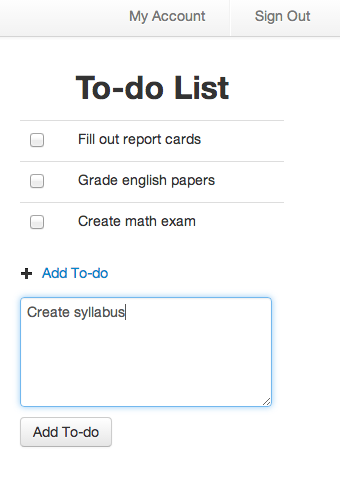 My Account Sign Out
To-do List
Fill out report cards
Grade english papers
Create math exam
+ Add To-do
Create syllabus
Add To-do